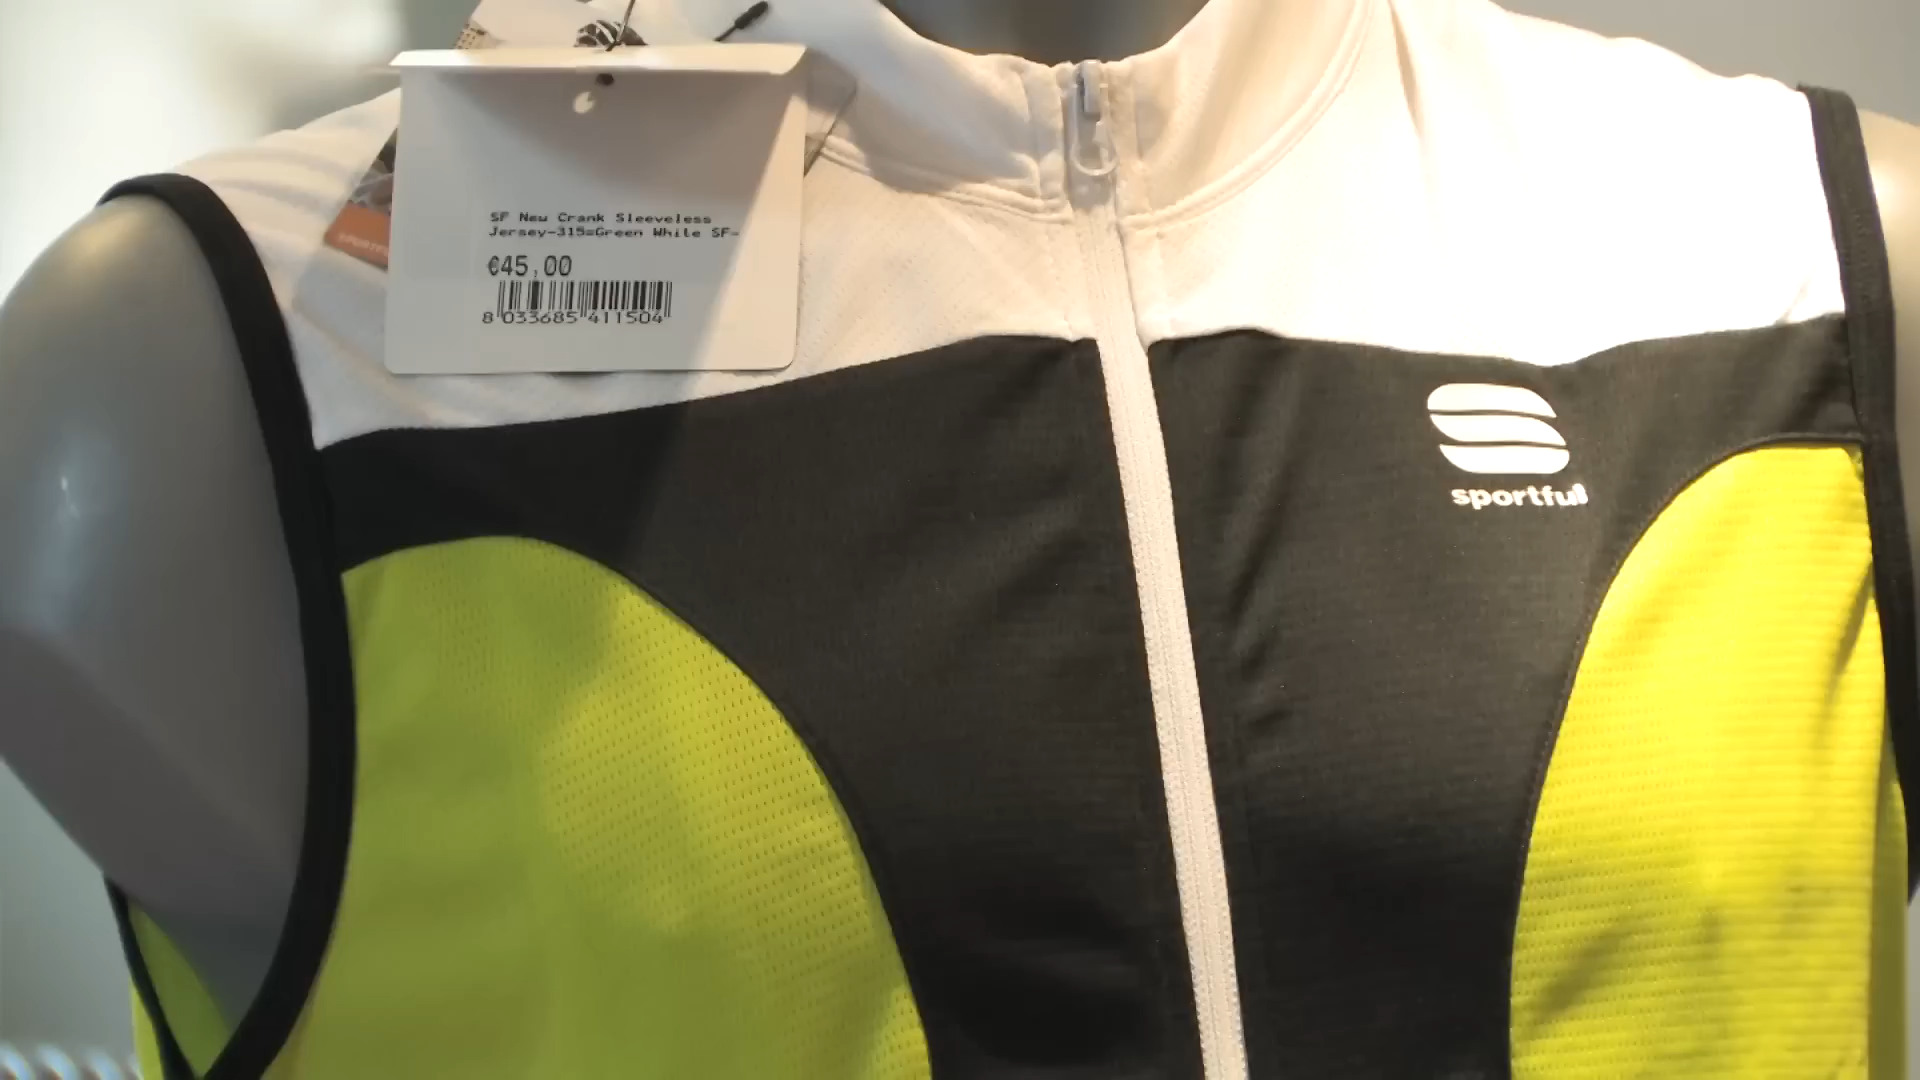 SF New Crank Sleeveless
Jersey-315=Green White SF-
€45,00
8 033685 411504
sportful